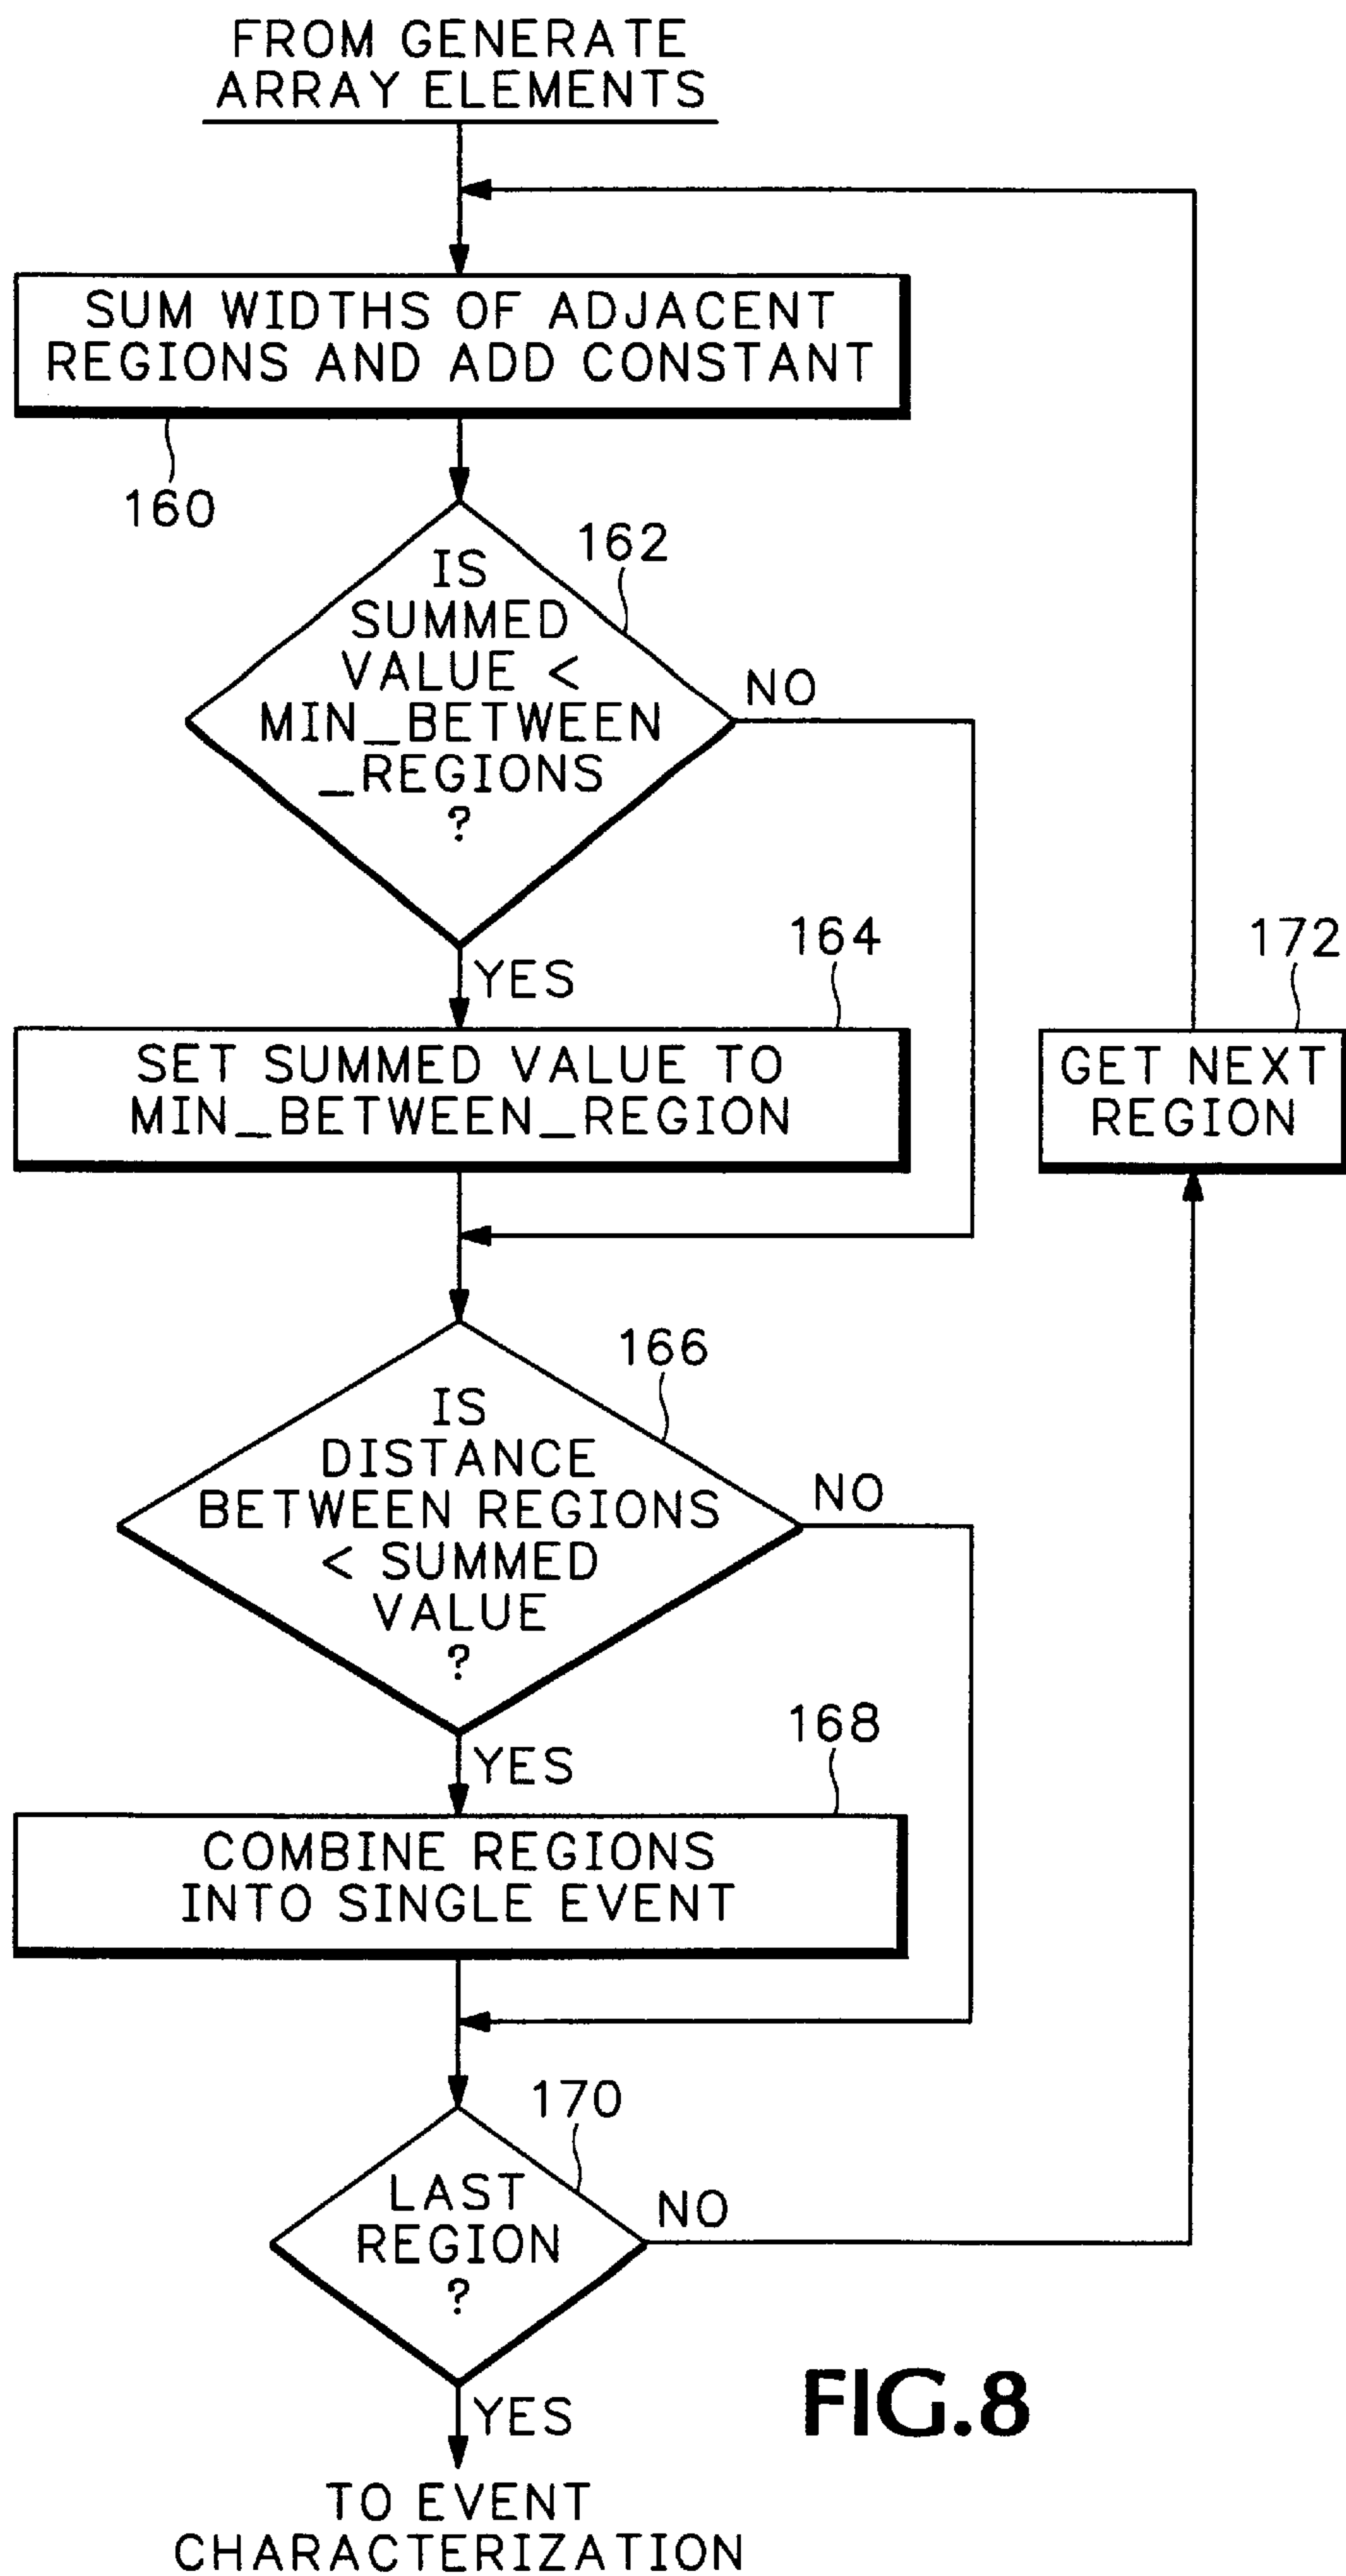 FROM GENERATE
ARRAY ELEMENTS
SUM WIDTHS OF ADJACENT
REGIONS AND ADD CONSTANT
160
162
IS
SUMMED
VALUE <
MIN_BETWEEN
_REGIONS
?
NO
YES
164
172
SET SUMMED VALUE TO
MIN_BETWEEN_REGION
GET NEXT
REGION
166
IS
DISTANCE
BETWEEN REGIONS
< SUMMED
VALUE
?
NO
YES
168
COMBINE REGIONS
INTO SINGLE EVENT
170
LAST
REGION
?
NO
YES
FIG.8
TO EVENT
CHARACTERIZATION